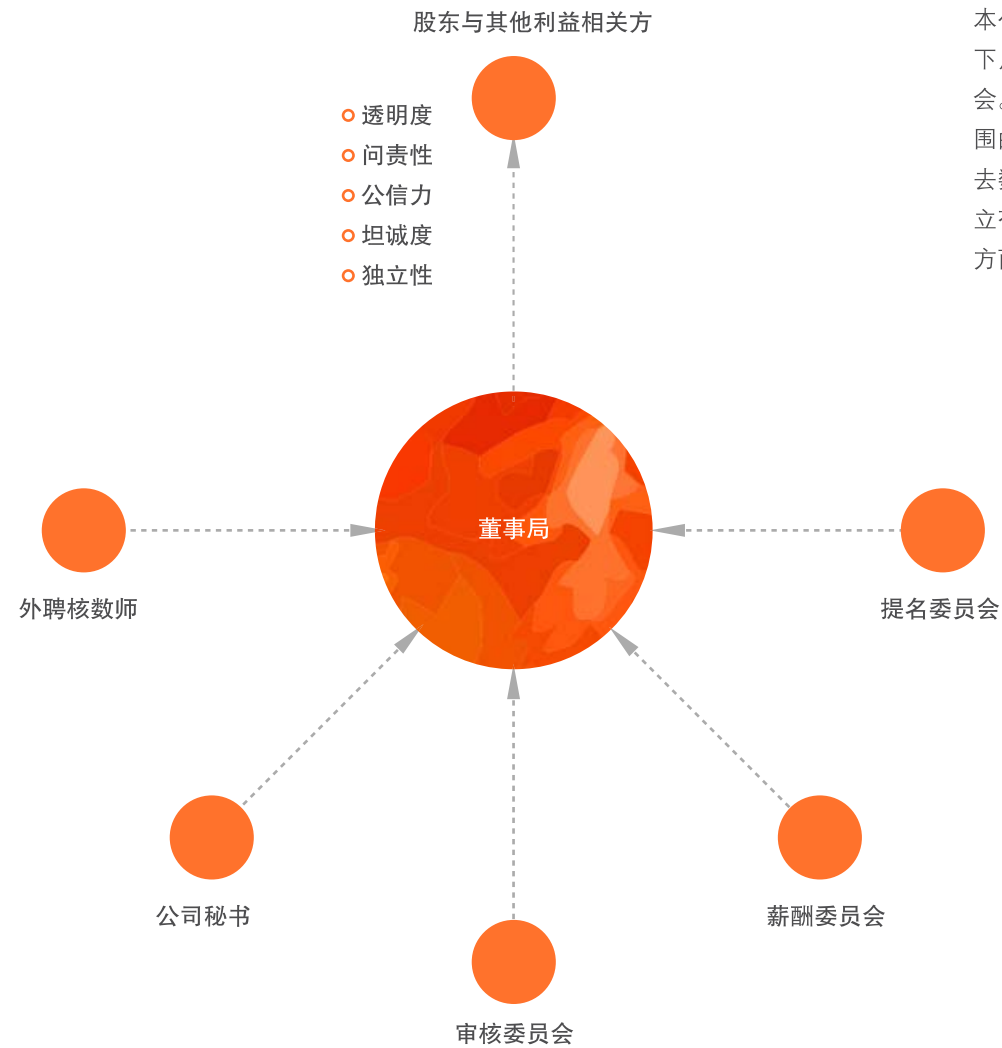 股东与其他利益相关方
透明度
问责性
公信力
坦诚度
独立性
董事局
外聘核数师
提名委员会
公司秘书
薪酬委员会
审核委员会
本
下
会。
围
去
立
方